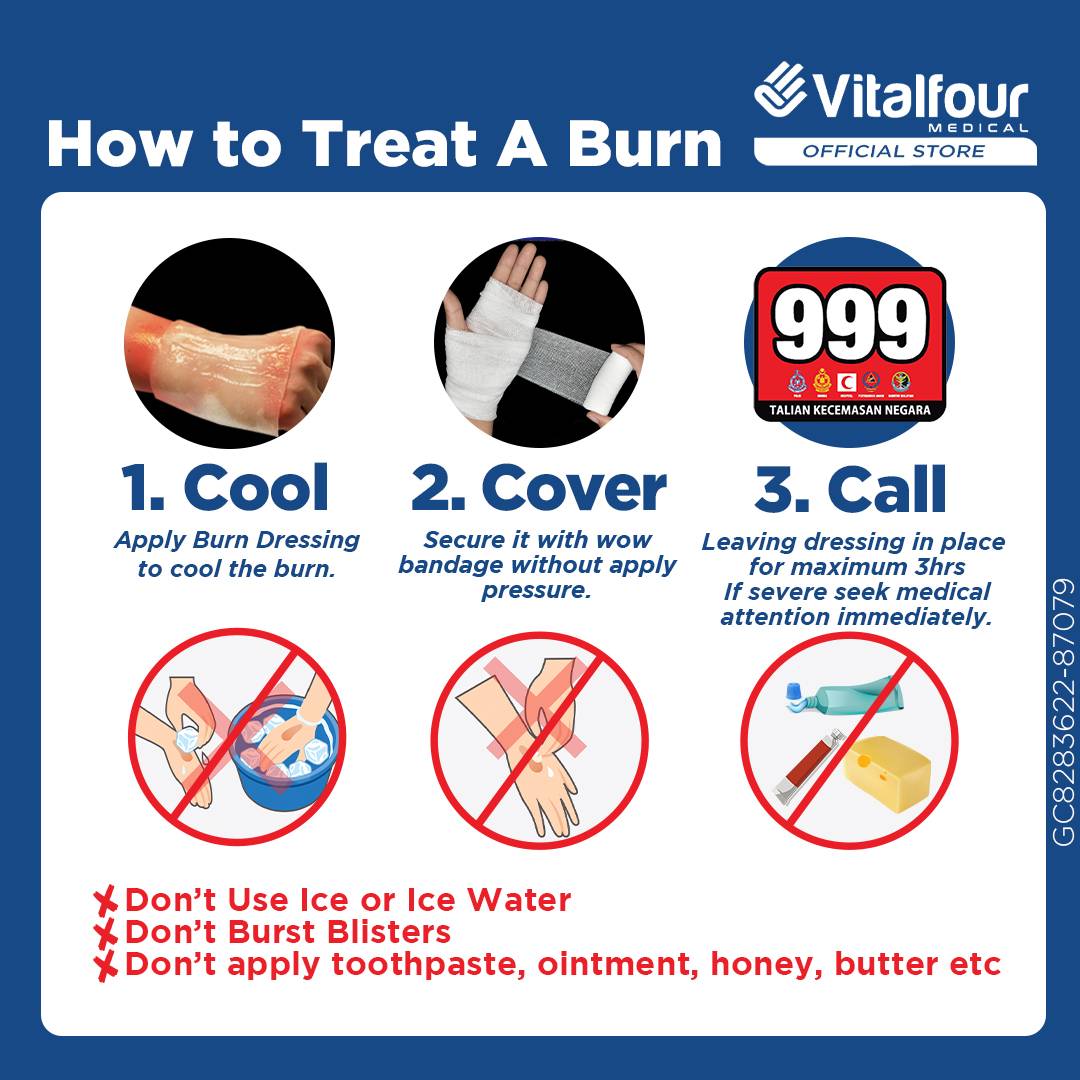 Vitalfour
MEDICAL
OFFICIAL STORE
How to Treat A Burn
999
TALIAN KECEMASAN NEGARA
1. Cool
Apply Burn Dressing
to cool the burn.
2. Cover
Secure it with wow
bandage without apply
pressure.
3. Call
Leaving dressing in place
for maximum 3hrs
If severe seek medical
attention immediately.
GC8283622-87079
Don't Use Ice or Ice Water
Don't Burst Blisters
Don't apply toothpaste, ointment, honey, butter etc